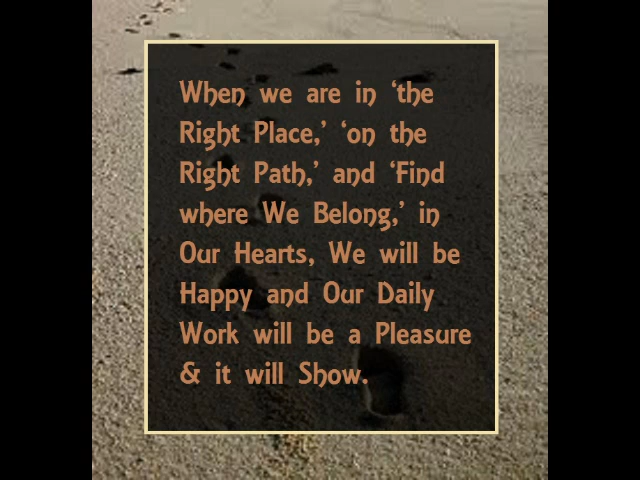 When we are in ‘the
Right Place,’ ‘on the
Right Path,’ and ‘Find
where We Belong,’ in
Our Hearts, We will be
Happy and Our Daily
Work will be a Pleasure
& it will Show.